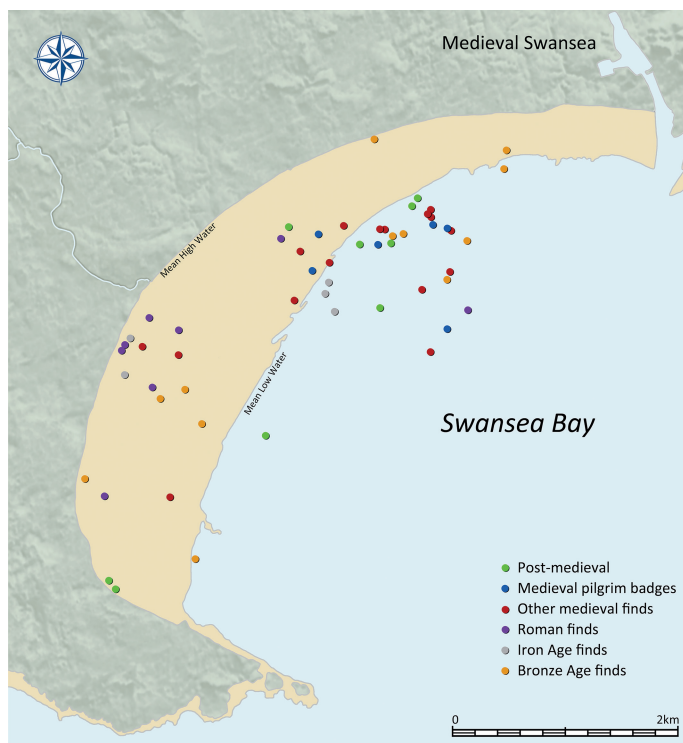 Medieval Swansea
Mean High Water
Mean Low Water
Swansea Bay
Post-medieval
Medieval pilgrim badges
Other medieval finds
Roman finds
Iron Age finds
Bronze Age finds
0 2km